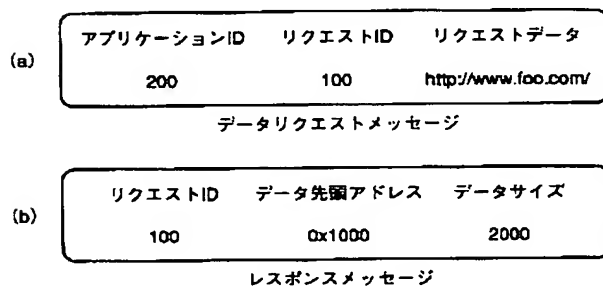 (a)
アプリケーションID リクエストID リクエストデータ
200 100 http://www.foo.com/
データリクエストメッセージ
(b)
リクエストID データ先頭アドレス データサイズ
100 0x1000 2000
レスポンスメッセージ